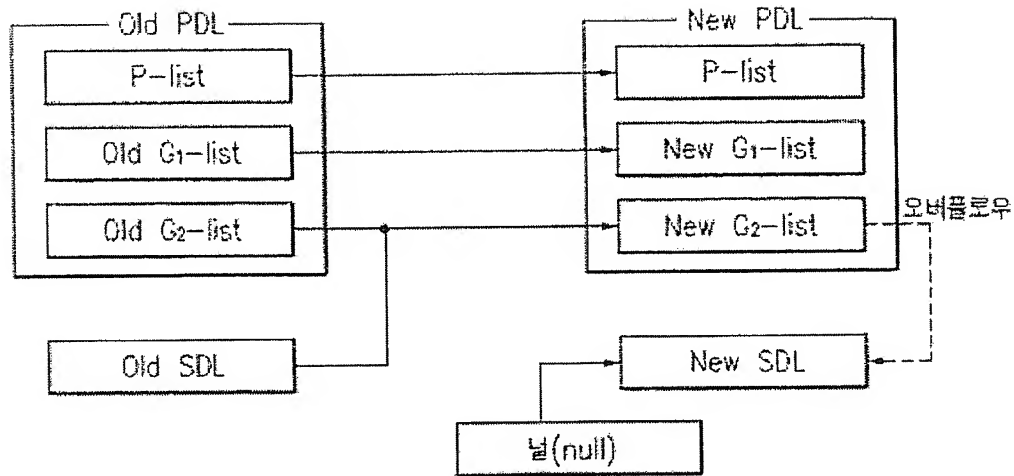 Old PDL
New PDL
P-list
P-list
Old G₁-list
New G₁-list
Old G₂-list
New G₂-list
오버플로우
Old SDL
New SDL
널(null)